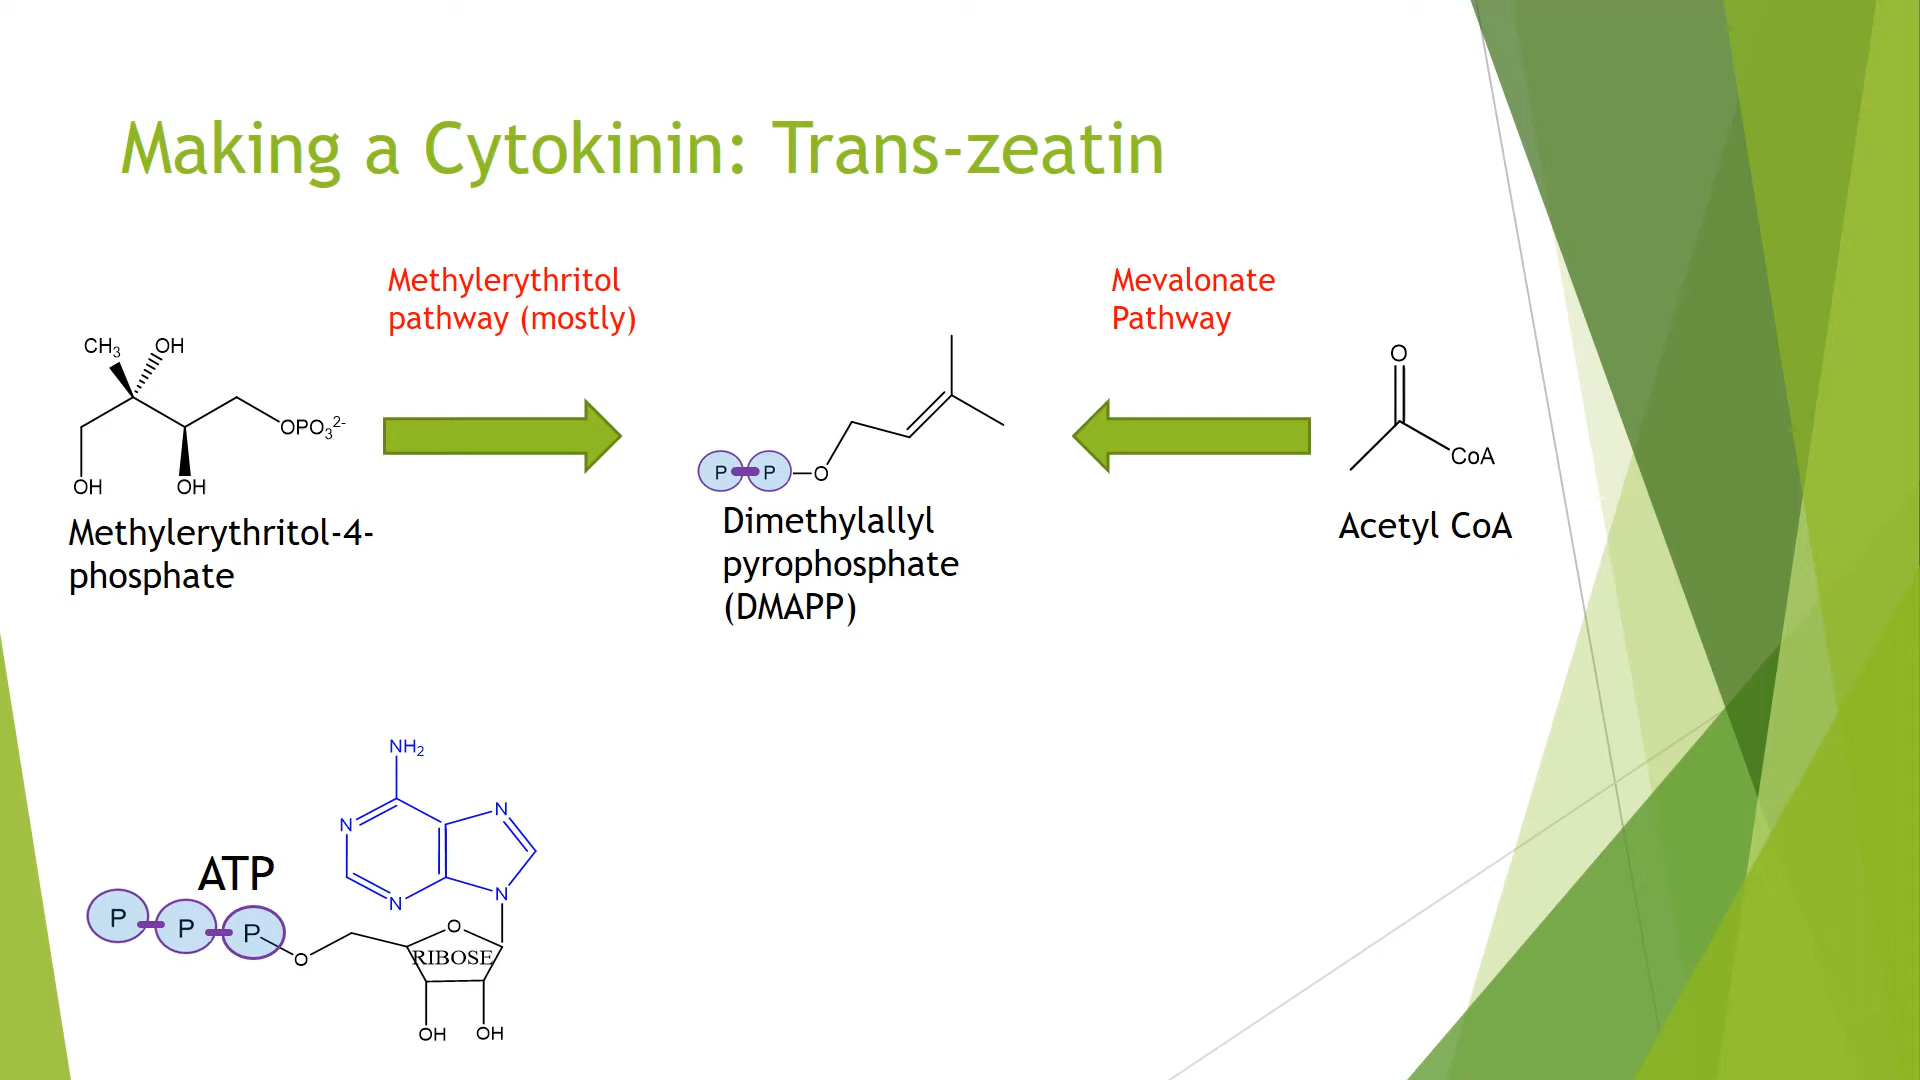 Making a Cytokinin: Trans-zeatin
Methylerythritol
pathway (mostly)
Mevalonate
Pathway
CH3 OH
OPO3 2-
OH OH
Methylerythritol-4-
phosphate
P P O
Dimethylallyl
pyrophosphate
(DMAPP)
O
CoA
Acetyl CoA
NH2
N N
N N
ATP
P P P O
O
RIBOSE
OH OH